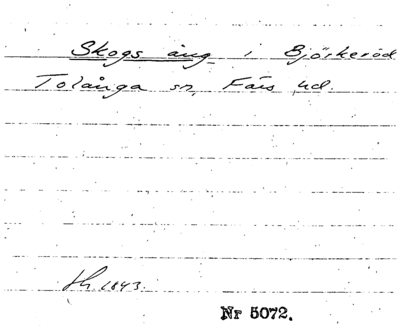 Skogs äng i Björkeröd
Tolånga sn, Färs hd.
1843.
Nr 5072.